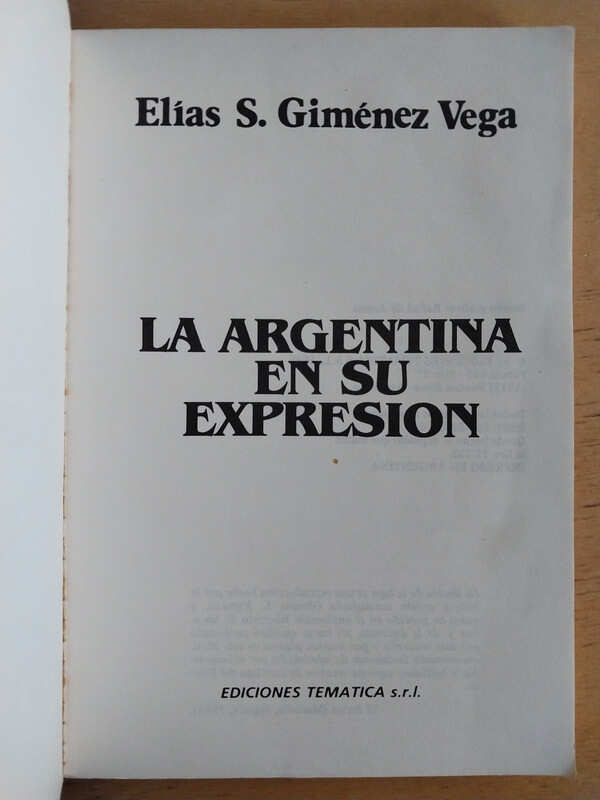 Elías S. Giménez Vega
LA ARGENTINA
EN SU
EXPRESION
EDICIONES TEMATICA s.r.l.